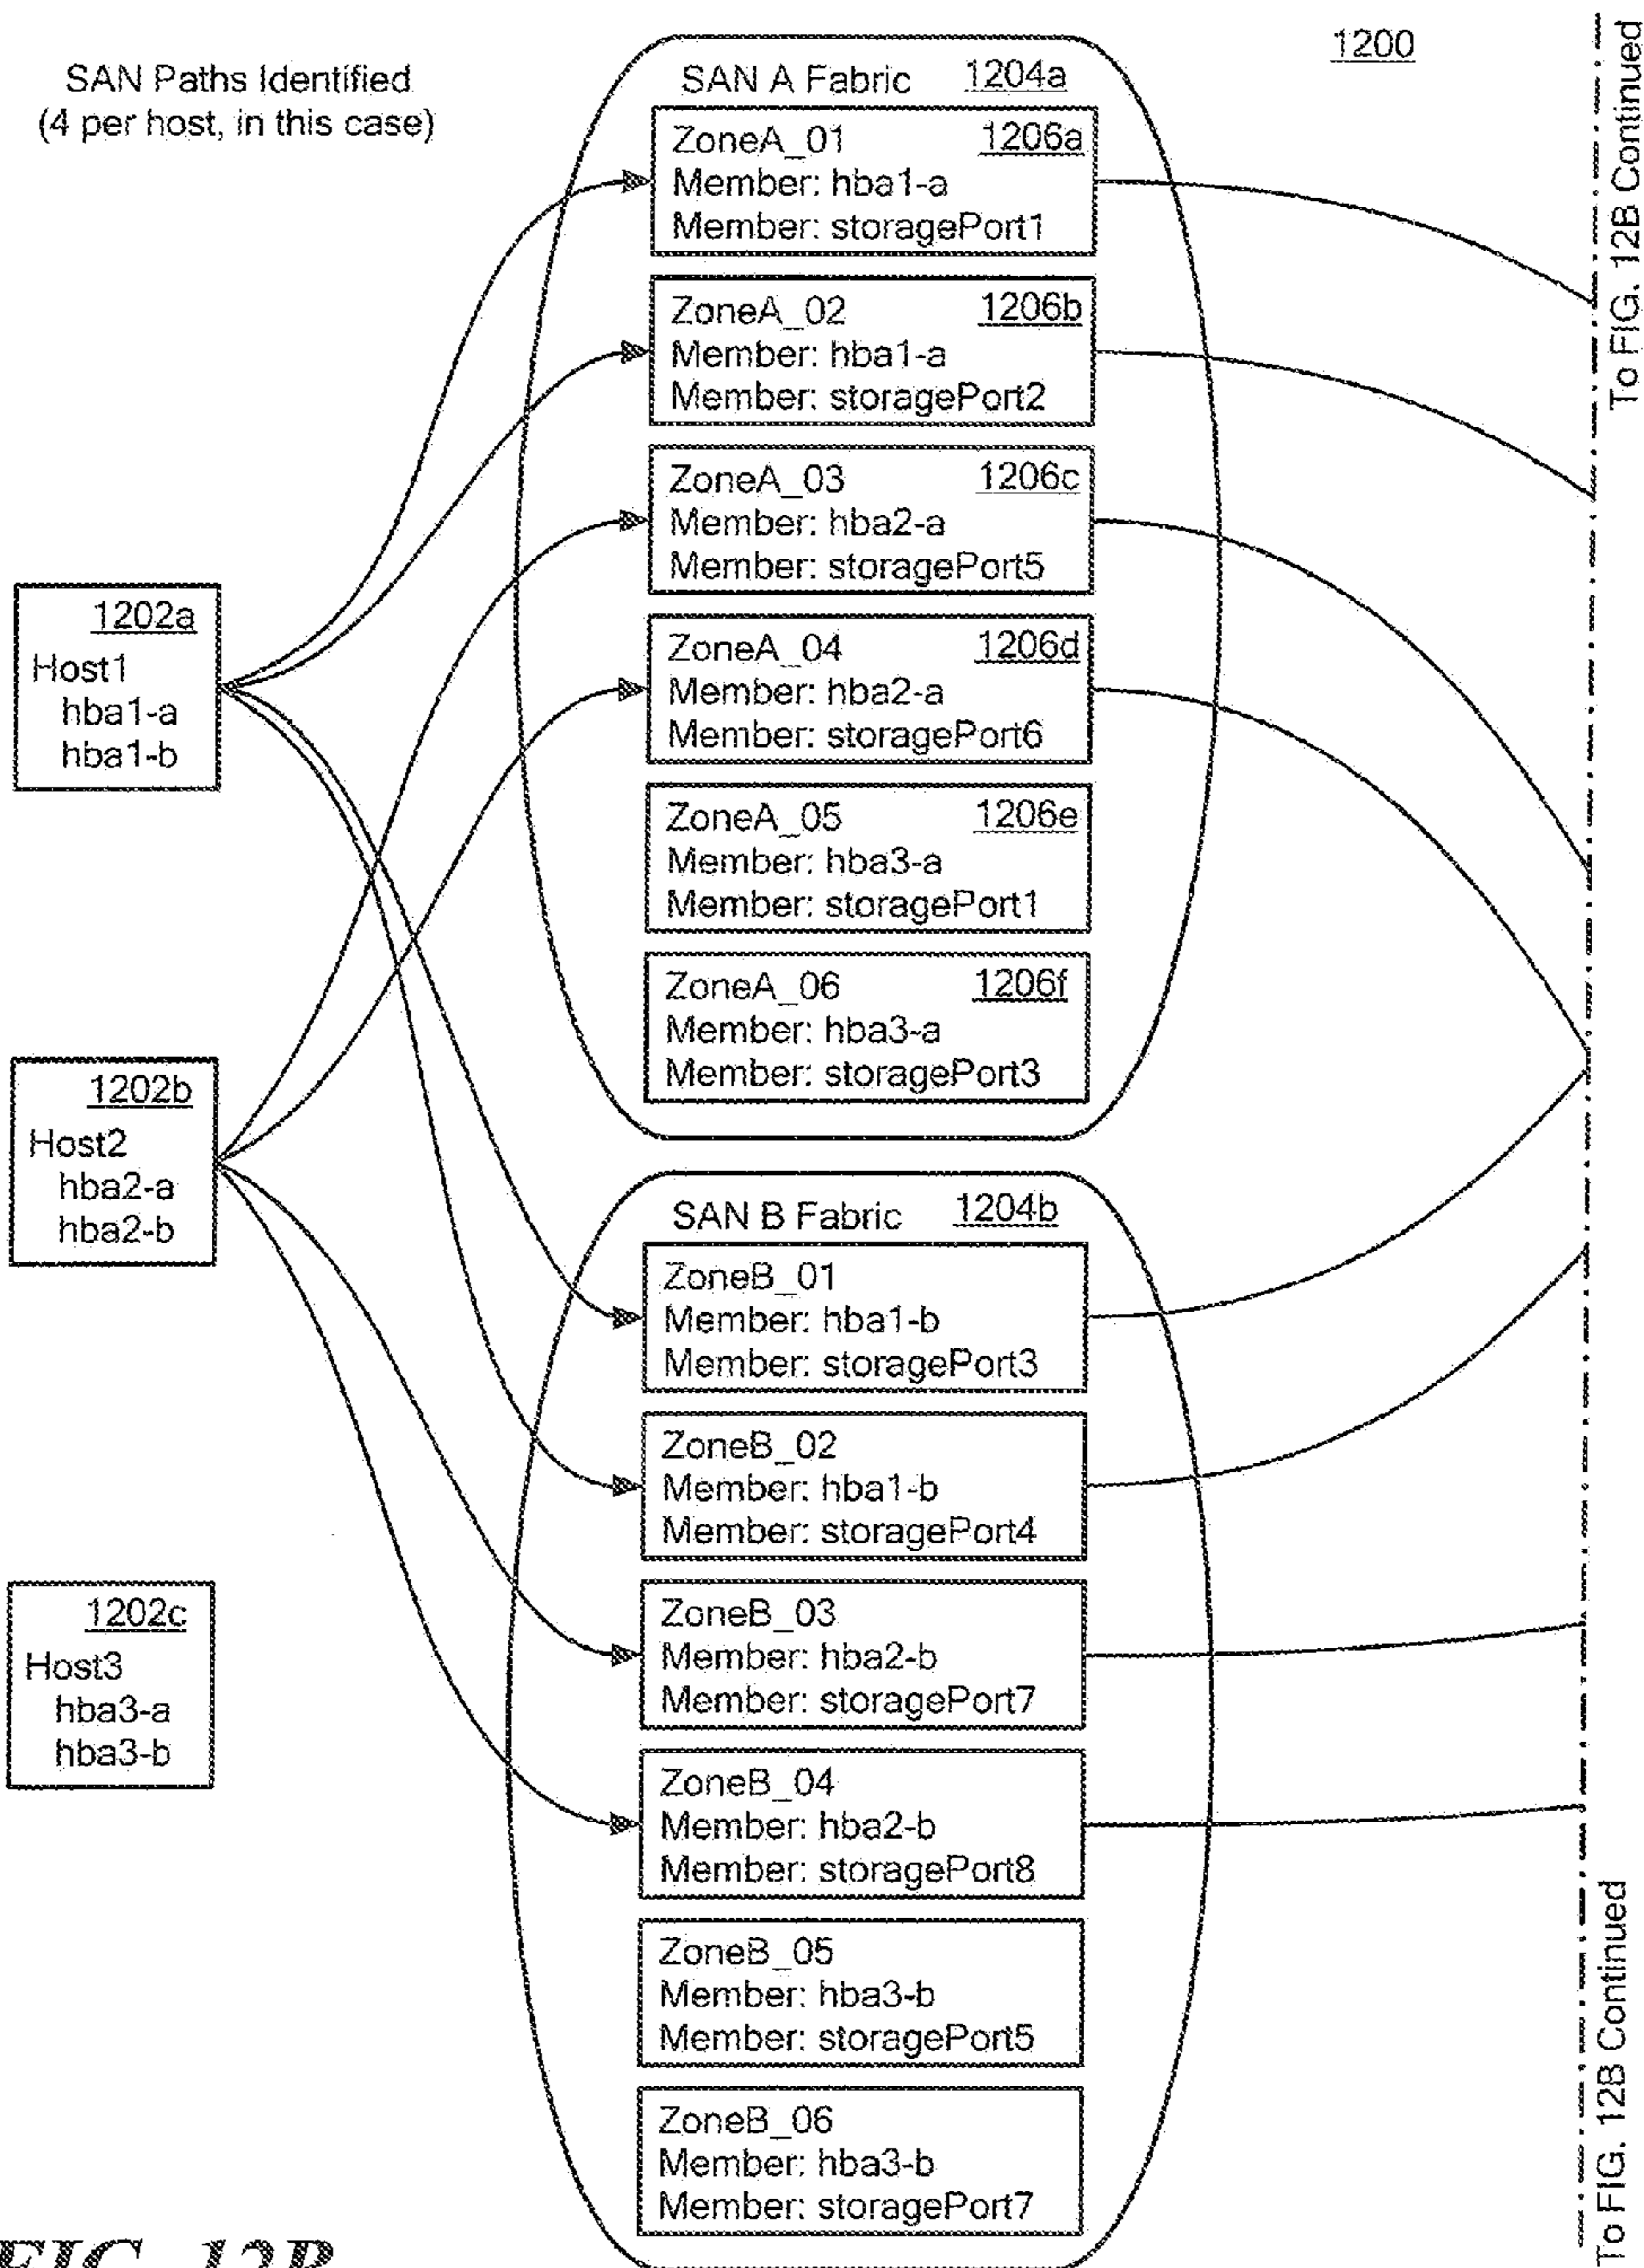 1200
SAN Paths Identified
(4 per host, in this case)
1202a
Host1
hba1-a
hba1-b
1202b
Host2
hba2-a
hba2-b
1202c
Host3
hba3-a
hba3-b
SAN A Fabric 1204a
ZoneA_01 1206a
Member: hba1-a
Member: storagePort1
ZoneA_02 1206b
Member: hba1-a
Member: storagePort2
ZoneA_03 1206c
Member: hba2-a
Member: storagePort5
ZoneA_04 1206d
Member: hba2-a
Member: storagePort6
ZoneA_05 1206e
Member: hba3-a
Member: storagePort1
ZoneA_06 1206f
Member: hba3-a
Member: storagePort3
SAN B Fabric 1204b
ZoneB_01
Member: hba1-b
Member: storagePort3
ZoneB_02
Member: hba1-b
Member: storagePort4
ZoneB_03
Member: hba2-b
Member: storagePort7
ZoneB_04
Member: hba2-b
Member: storagePort8
ZoneB_05
Member: hba3-b
Member: storagePort5
ZoneB_06
Member: hba3-b
Member: storagePort7
To FIG. 12B Continued
To FIG. 12B Continued
FIG. 12B